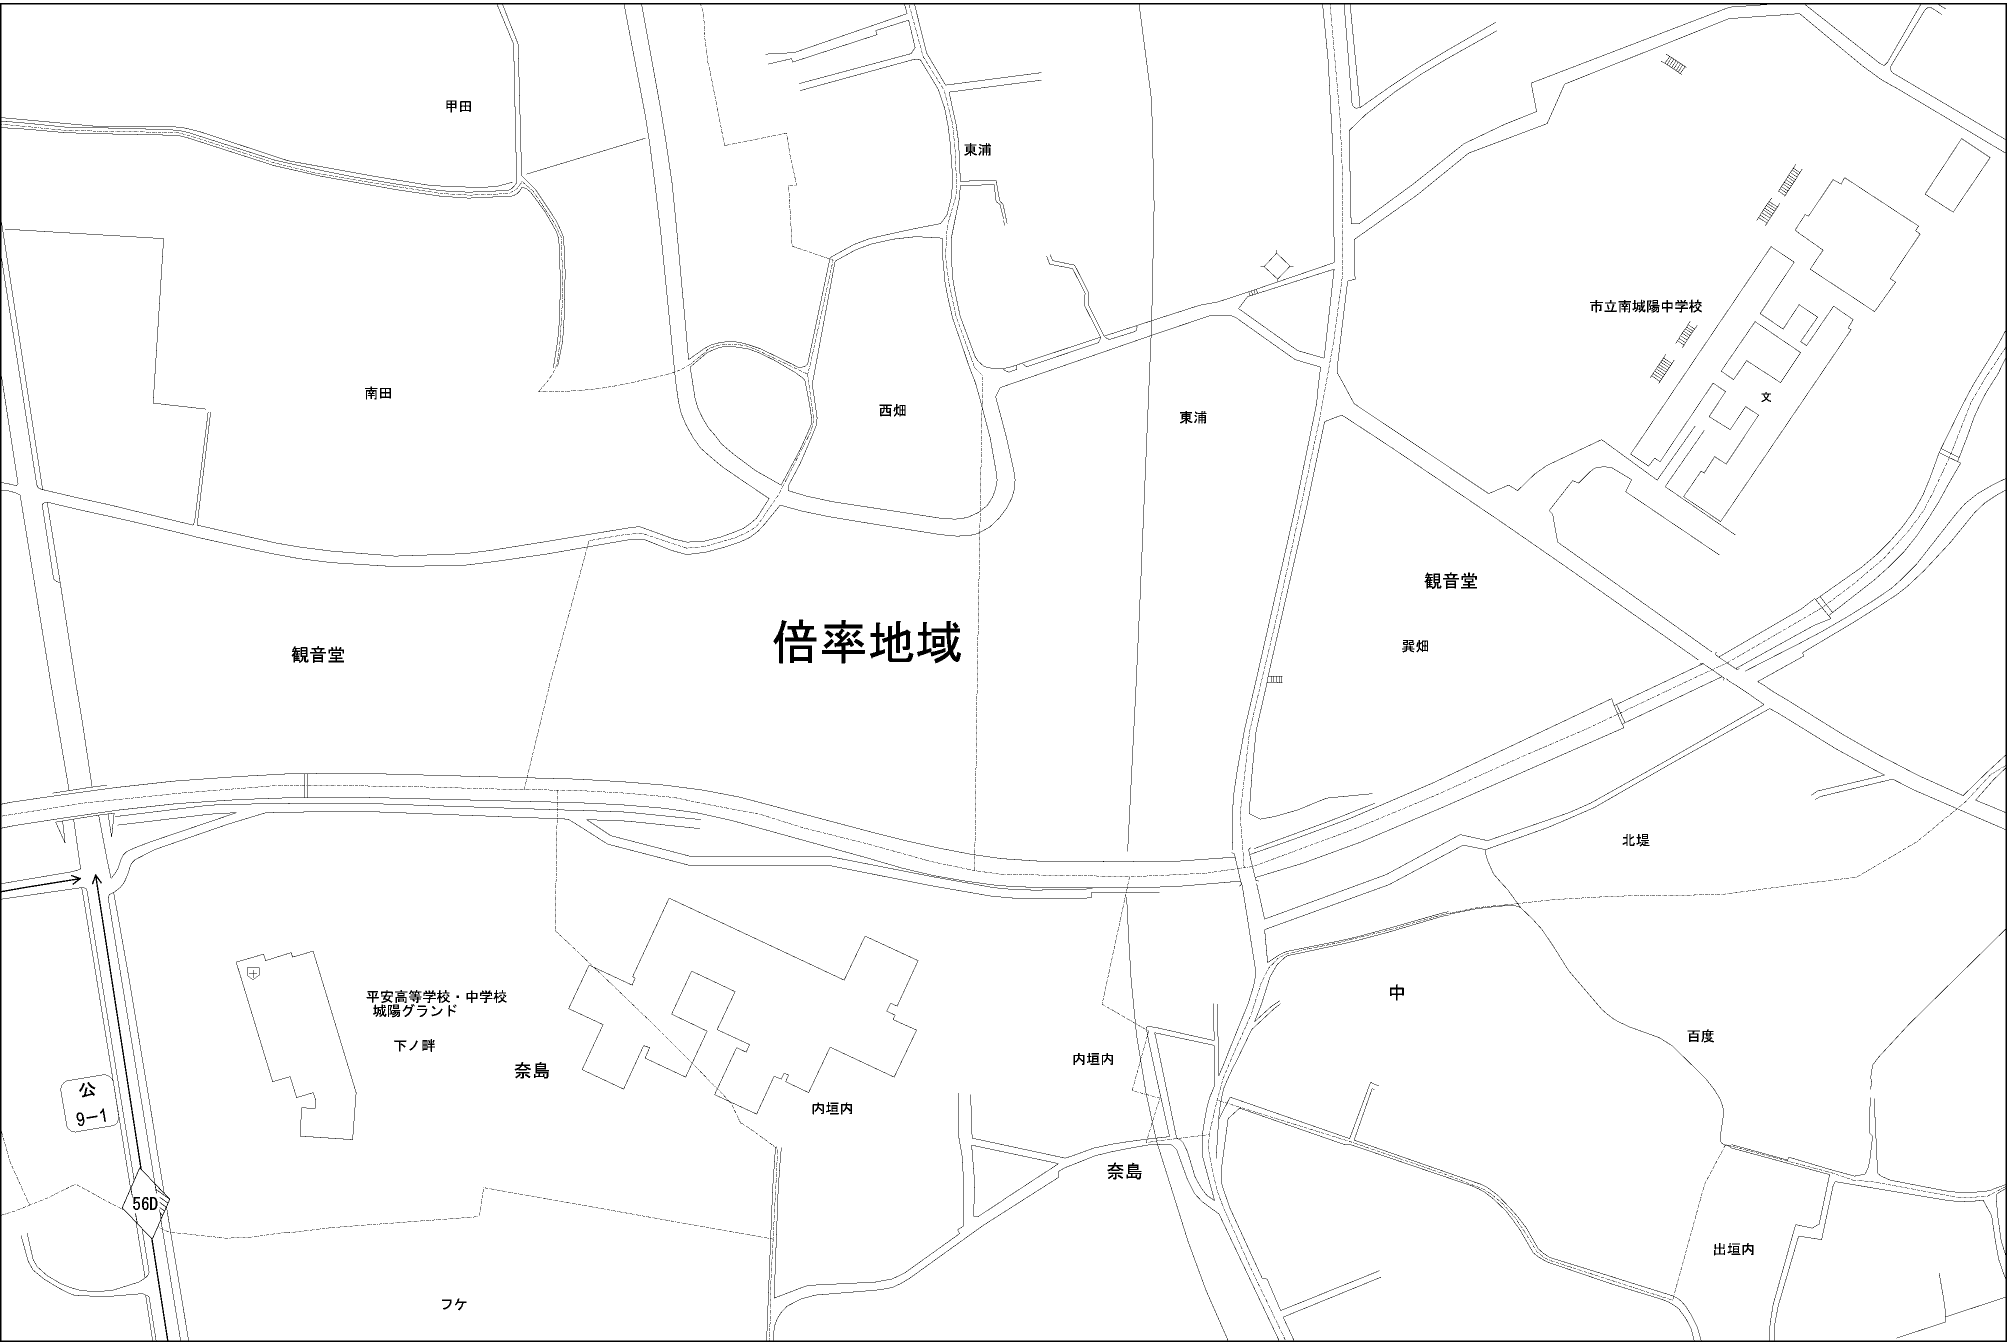 甲田
東浦
市立南城陽中学校
南田
文
西畑
東浦
観音堂
倍率地域
巽畑
観音堂
北堤
平安高等学校・中学校
城陽グランド
中
百度
下ノ畔
内垣内
奈島
公
9-1
内垣内
奈島
56D
出垣内
フケ